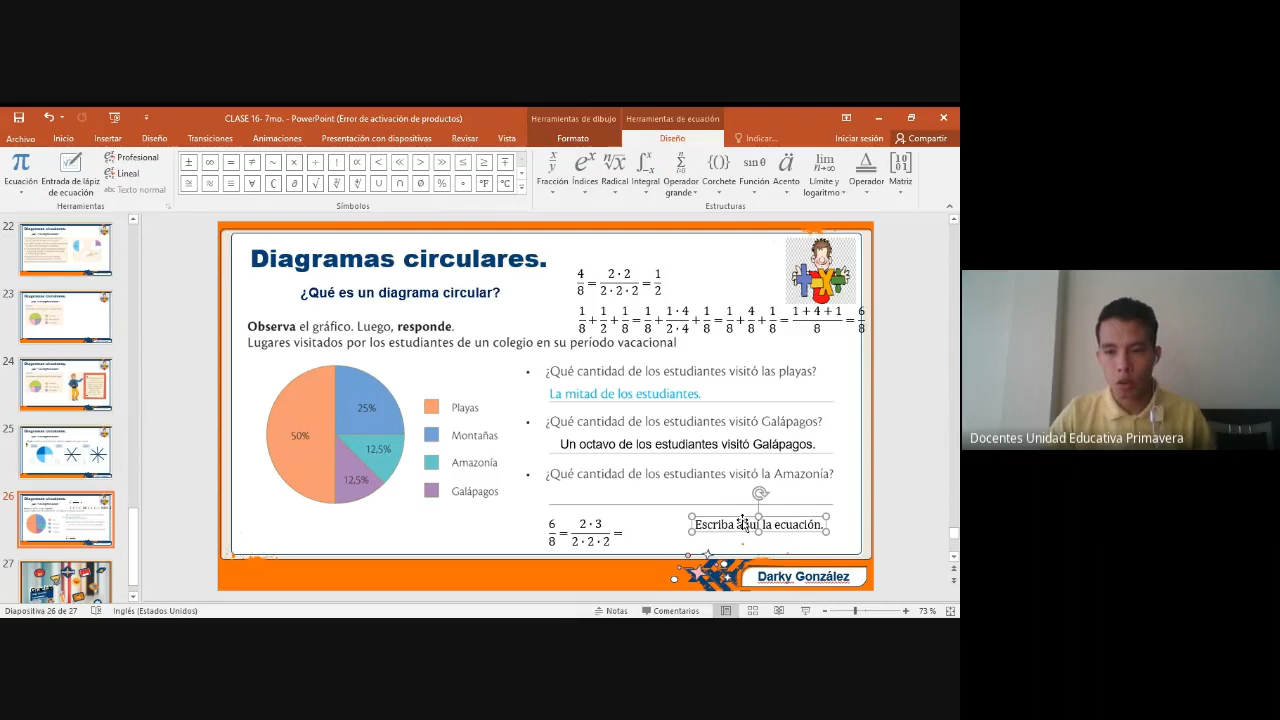 CLASE 16- 7mo. - PowerPoint (Error de activación de productos)
Herramientas de dibujo
Herramientas de ecuación
Archivo Inicio Insertar Diseño Transiciones Animaciones Presentación con diapositivas Revisar Vista Formato Diseño Indicar... Iniciar sesión Compartir
π Ecuación
Entrada de lápiz de ecuación
Profesional
Lineal
abc Texto normal
Herramientas
± ∞ = ≠ ~ × ÷ ! ∝ < ≪ > ≫ ≤ ≥ ∓
≅ ≈ ≡ ∀ ∁ ∂ √ ∛ ∜ ∪ ∩ ∅ % ° °F °C
Símbolos
Fracción Índices Radical Integral Operador grande Corchete Función Acento Límite y logaritmo Operador Matriz
Estructuras
22
23
24
25
26
27
Diagramas circulares.
¿Qué es un diagrama circular?
4/8 = 2·2/2·2·2 = 1/2
1/8 + 1/2 + 1/8 = 1/8 + 1·4/2·4 + 1/8 = 1/8 + 4/8 + 1/8 = 1+4+1/8 = 6/8
Observa el gráfico. Luego, responde.
Lugares visitados por los estudiantes de un colegio en su período vacacional
50%
25%
12,5%
12,5%
Playas
Montañas
Amazonía
Galápagos
• ¿Qué cantidad de los estudiantes visitó las playas?
La mitad de los estudiantes.
• ¿Qué cantidad de los estudiantes visitó Galápagos?
Un octavo de los estudiantes visitó Galápagos.
• ¿Qué cantidad de los estudiantes visitó la Amazonía?
6/8 = 2·3/2·2·2 =
Escriba aquí la ecuación.
Darky González
Docentes Unidad Educativa Primavera
Diapositiva 26 de 27 Inglés (Estados Unidos) Notas Comentarios 73 %